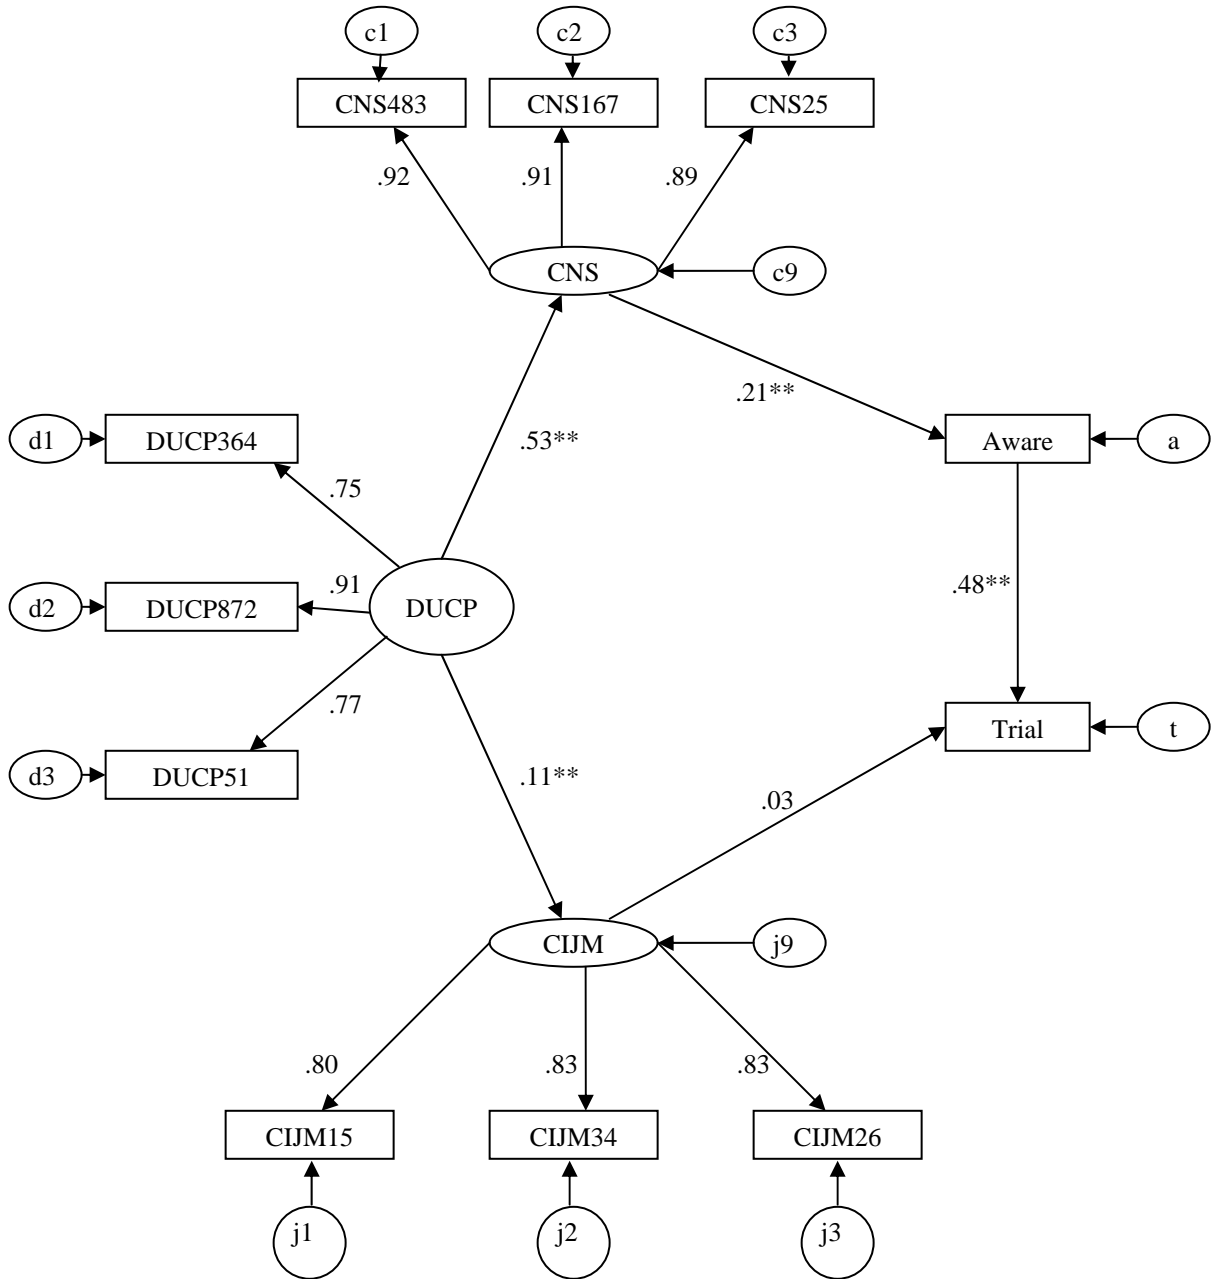 c1
c2
c3
CNS483
CNS167
CNS25
.92
.91
.89
CNS
c9
.21**
d1
DUCP364
.53**
Aware
a
.75
.91
.48**
d2
DUCP872
DUCP
.77
Trial
t
d3
DUCP51
.11**
.03
CIJM
j9
.80
.83
.83
CIJM15
CIJM34
CIJM26
j1
j2
j3